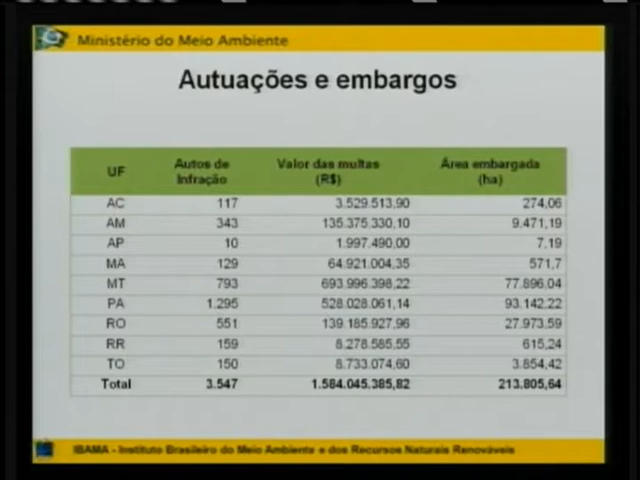 Ministério do Meio Ambiente
Autuações e embargos
UF Autos de Infração Valor das multas (R$) Área embargada (ha)
AC 117 3.529.513,90 274,06
AM 343 135.375.330,10 9.471,19
AP 10 1.997.490,00 7,19
MA 129 64.921.004,35 571,7
MT 793 693.996.398,22 77.896,04
PA 1.295 528.028.061,14 93.142,22
RO 551 139.185.927,96 27.973,59
RR 159 8.278.585,55 615,24
TO 150 8.733.074,60 3.854,42
Total 3.547 1.584.045.385,82 213.805,64
IBAMA - Instituto Brasileiro do Meio Ambiente e dos Recursos Naturais Renováveis